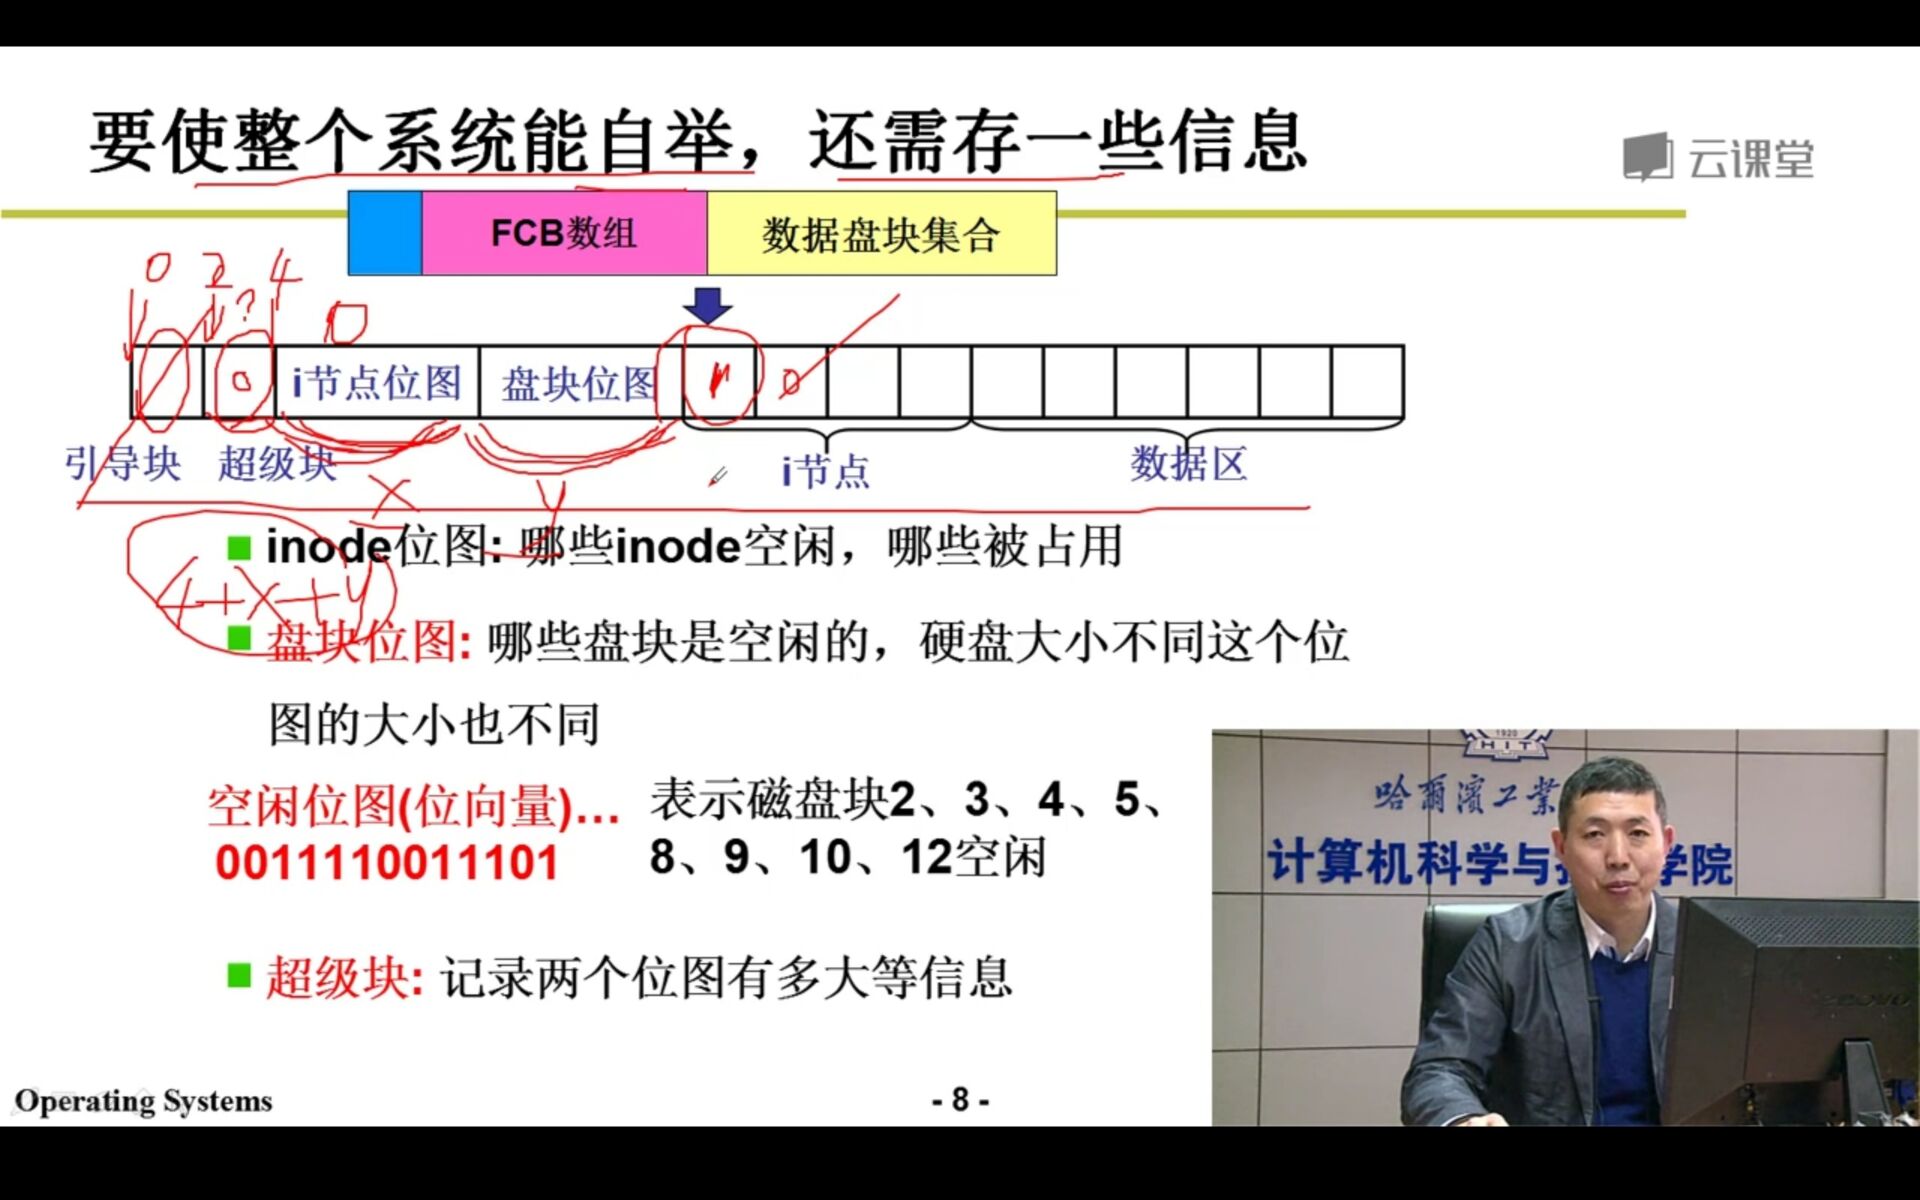 要使整个系统能自举，还需存一些信息
云课堂
FCB数组 数据盘块集合
0 2 4
?
0
0 i节点位图 盘块位图 0
引导块 超级块 i节点 数据区
x y
inode位图: 哪些inode空闲，哪些被占用
4+x+y
盘块位图: 哪些盘块是空闲的，硬盘大小不同这个位
图的大小也不同
空闲位图(位向量)... 表示磁盘块2、3、4、5、
0011110011101 8、9、10、12空闲
超级块: 记录两个位图有多大等信息
1920
HIT
哈爾濱工業
计算机科学与 学院
lenovo
Operating Systems - 8 -